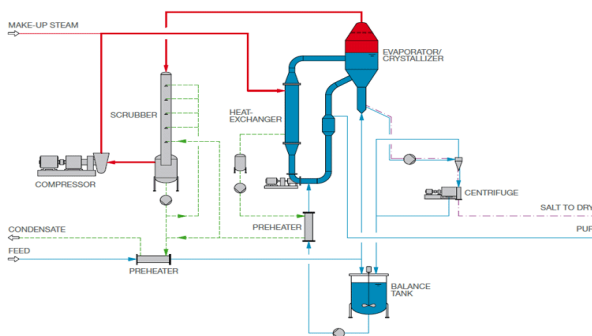 MAKE-UP STEAM
EVAPORATOR/
CRYSTALLIZER
SCRUBBER
HEAT-
EXCHANGER
COMPRESSOR
CENTRIFUGE
SALT TO DRY
CONDENSATE
PREHEATER
PUR
FEED
PREHEATER
BALANCE
TANK